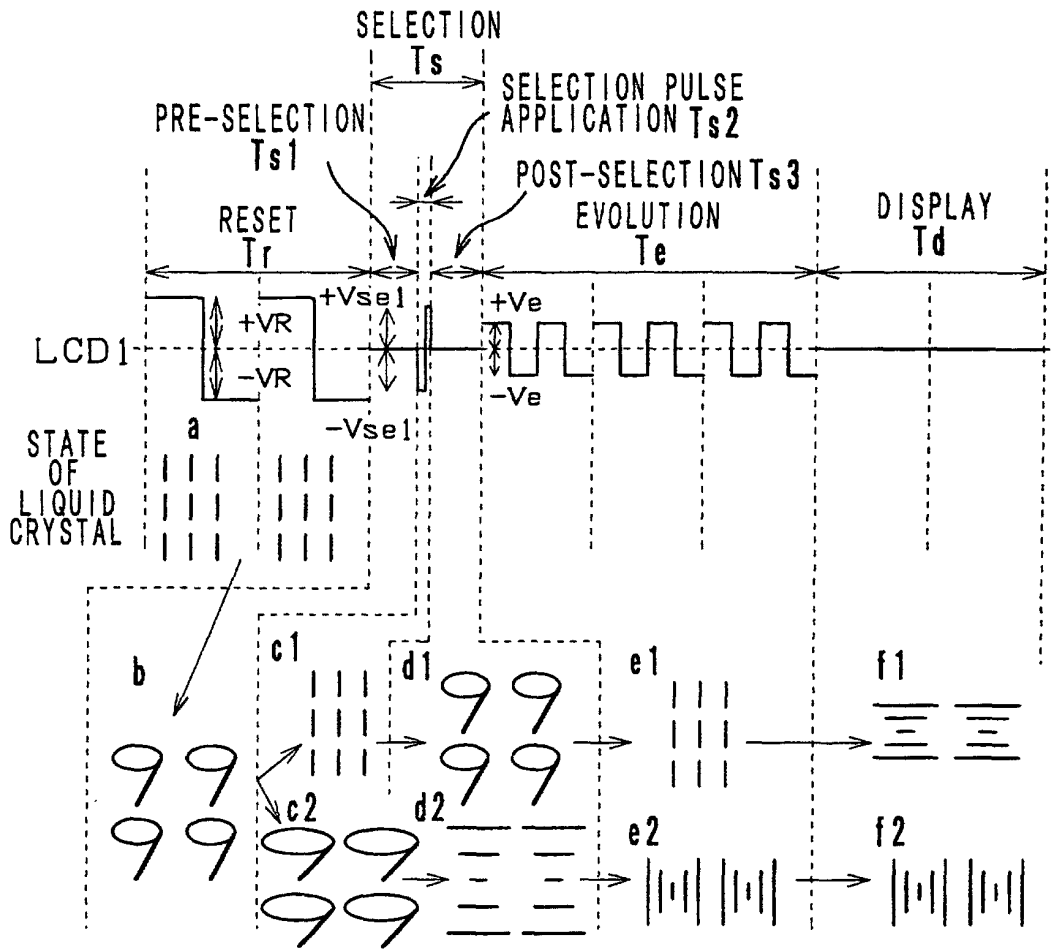 SELECTION
Ts
SELECTION PULSE
APPLICATION Ts2
PRE-SELECTION
Ts1
POST-SELECTION Ts3
RESET
Tr
EVOLUTION
Te
DISPLAY
Td
+Vsel
+Ve
+VR
LCD1
-VR
-Ve
-Vsel
a
STATE
OF
LIQUID
CRYSTAL
b
c1
d1
e1
f1
c2
d2
e2
f2